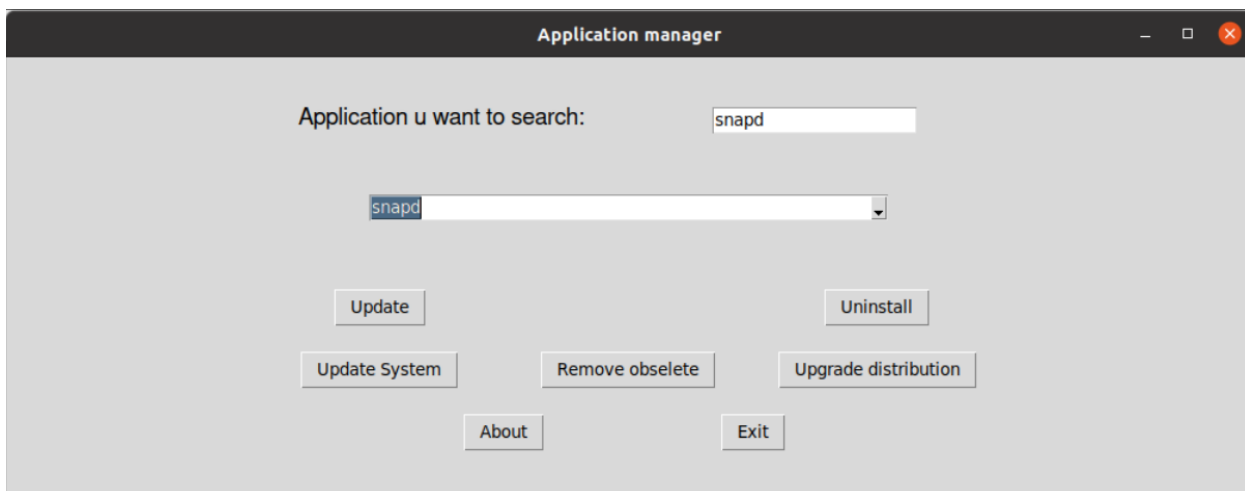 Application manager
Application u want to search: snapd
snapd
Update Uninstall
Update System Remove obselete Upgrade distribution
About Exit